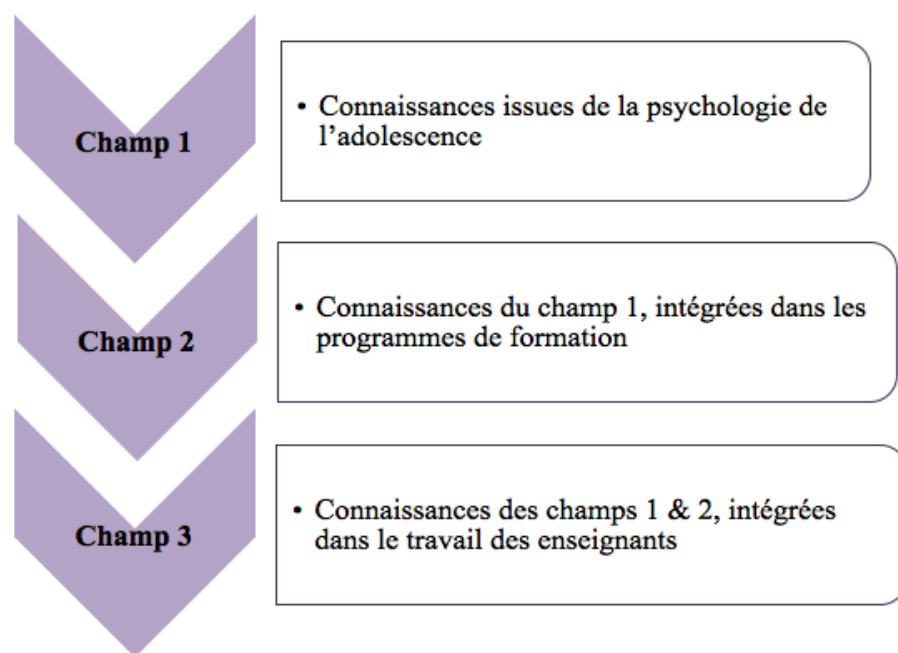 Champ 1
• Connaissances issues de la psychologie de
l’adolescence
Champ 2
• Connaissances du champ 1, intégrées dans les
programmes de formation
Champ 3
• Connaissances des champs 1 & 2, intégrées
dans le travail des enseignants